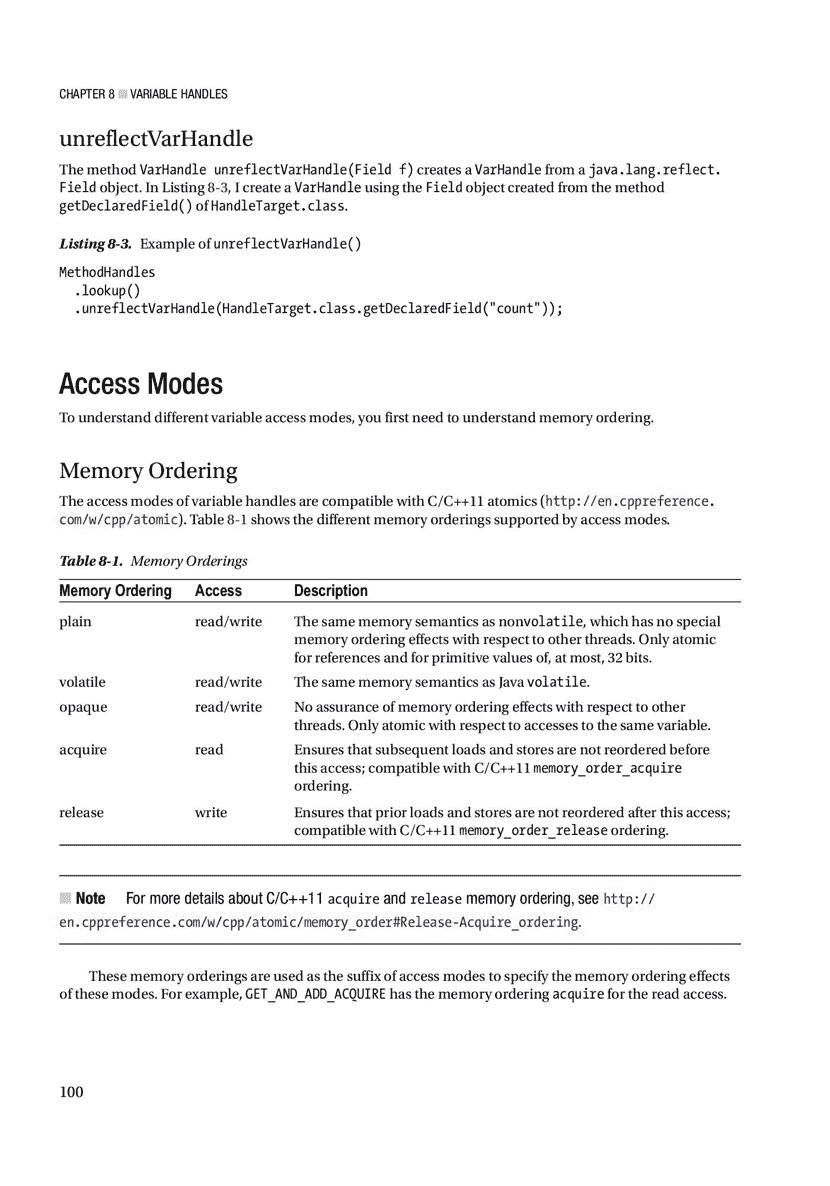 CHAPTER 8 ▒ VARIABLE HANDLES
unreflectVarHandle
The method VarHandle unreflectVarHandle(Field f) creates a VarHandle from a java.lang.reflect.
Field object. In Listing 8-3, I create a VarHandle using the Field object created from the method
getDeclaredField() of HandleTarget.class.
Listing 8-3. Example of unreflectVarHandle()
MethodHandles
  .lookup()
  .unreflectVarHandle(HandleTarget.class.getDeclaredField("count"));
Access Modes
To understand different variable access modes, you first need to understand memory ordering.
Memory Ordering
The access modes of variable handles are compatible with C/C++11 atomics (http://en.cppreference.
com/w/cpp/atomic). Table 8-1 shows the different memory orderings supported by access modes.
Table 8-1. Memory Orderings
Memory Ordering Access Description
plain read/write The same memory semantics as nonvolatile, which has no special
memory ordering effects with respect to other threads. Only atomic
for references and for primitive values of, at most, 32 bits.
volatile read/write The same memory semantics as Java volatile.
opaque read/write No assurance of memory ordering effects with respect to other
threads. Only atomic with respect to accesses to the same variable.
acquire read Ensures that subsequent loads and stores are not reordered before
this access; compatible with C/C++11 memory_order_acquire
ordering.
release write Ensures that prior loads and stores are not reordered after this access;
compatible with C/C++11 memory_order_release ordering.
▒ Note For more details about C/C++11 acquire and release memory ordering, see http://
en.cppreference.com/w/cpp/atomic/memory_order#Release-Acquire_ordering.
These memory orderings are used as the suffix of access modes to specify the memory ordering effects
of these modes. For example, GET_AND_ADD_ACQUIRE has the memory ordering acquire for the read access.
100